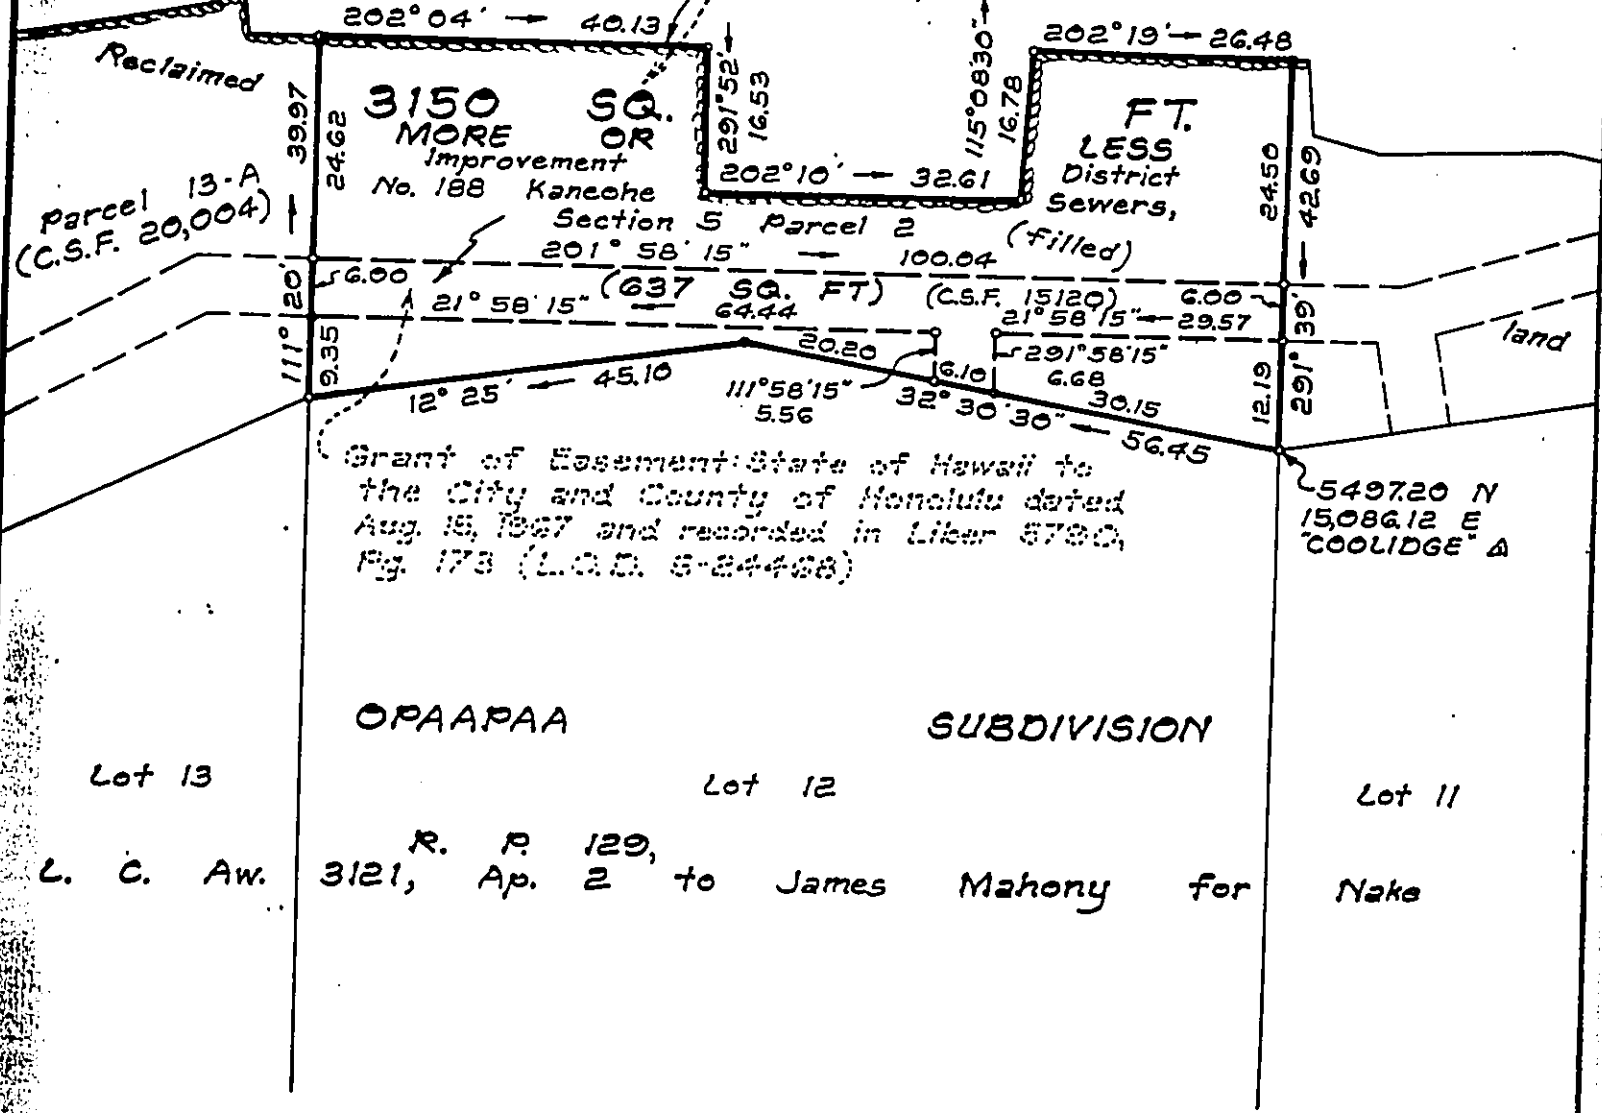 202° 04' → 40.13
202° 19' → 26.48
Reclaimed
39.97
24.62
3150 SQ. FT.
MORE OR LESS
Improvement District
No. 188 Kaneohe Sewers,
Section 5 Parcel 2
(filled)
291° 52'
16.53
115°08'30"
16.78
202° 10' → 32.61
24.50
42.69
Parcel 13-A
(C.S.F. 20,004)
201° 58' 15" → 100.04
6.00
(637 SQ. FT) (C.S.F. 15120)
6.00
21° 58' 15" ← 64.44
21° 58' 15" ← 29.57
111° 20'
9.35
20.20
291° 58' 15"
6.68
6.10
111° 58' 15"
5.56
12° 25' ← 45.10
32° 30' 30" ← 56.45
30.15
12.19
291° 39'
land
Grant of Easement: State of Hawaii to
the City and County of Honolulu dated
Aug. 1967 and recorded in Liber
Pg. 173 (L.O.D.
5497.20 N
15,086.12 E
"COOLIDGE" △
OPAAPAA SUBDIVISION
Lot 13
Lot 12
Lot 11
R. P. 129,
L. C. Aw. 3121, Ap. 2 to James Mahony for Nake